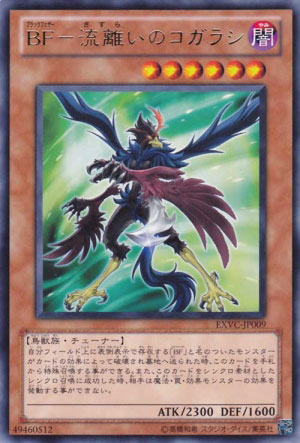 ブラックフェザー さすら
BF－流離いのコガラシ
闇
EXVC-JP009
【鳥獣族・チューナー】
自分フィールド上に表側表示で存在する「BF」と名のついたモンスター
がカードの効果によって破壊され墓地へ送られた時、このカードを手札
から特殊召喚する事ができる。また、このカードをシンクロ素材とした
シンクロ召喚に成功した時、相手は魔法・罠・効果モンスターの効果を
発動する事ができない。
ATK/2300 DEF/1600
49460512
©高橋和希 スタジオ・ダイス/集英社